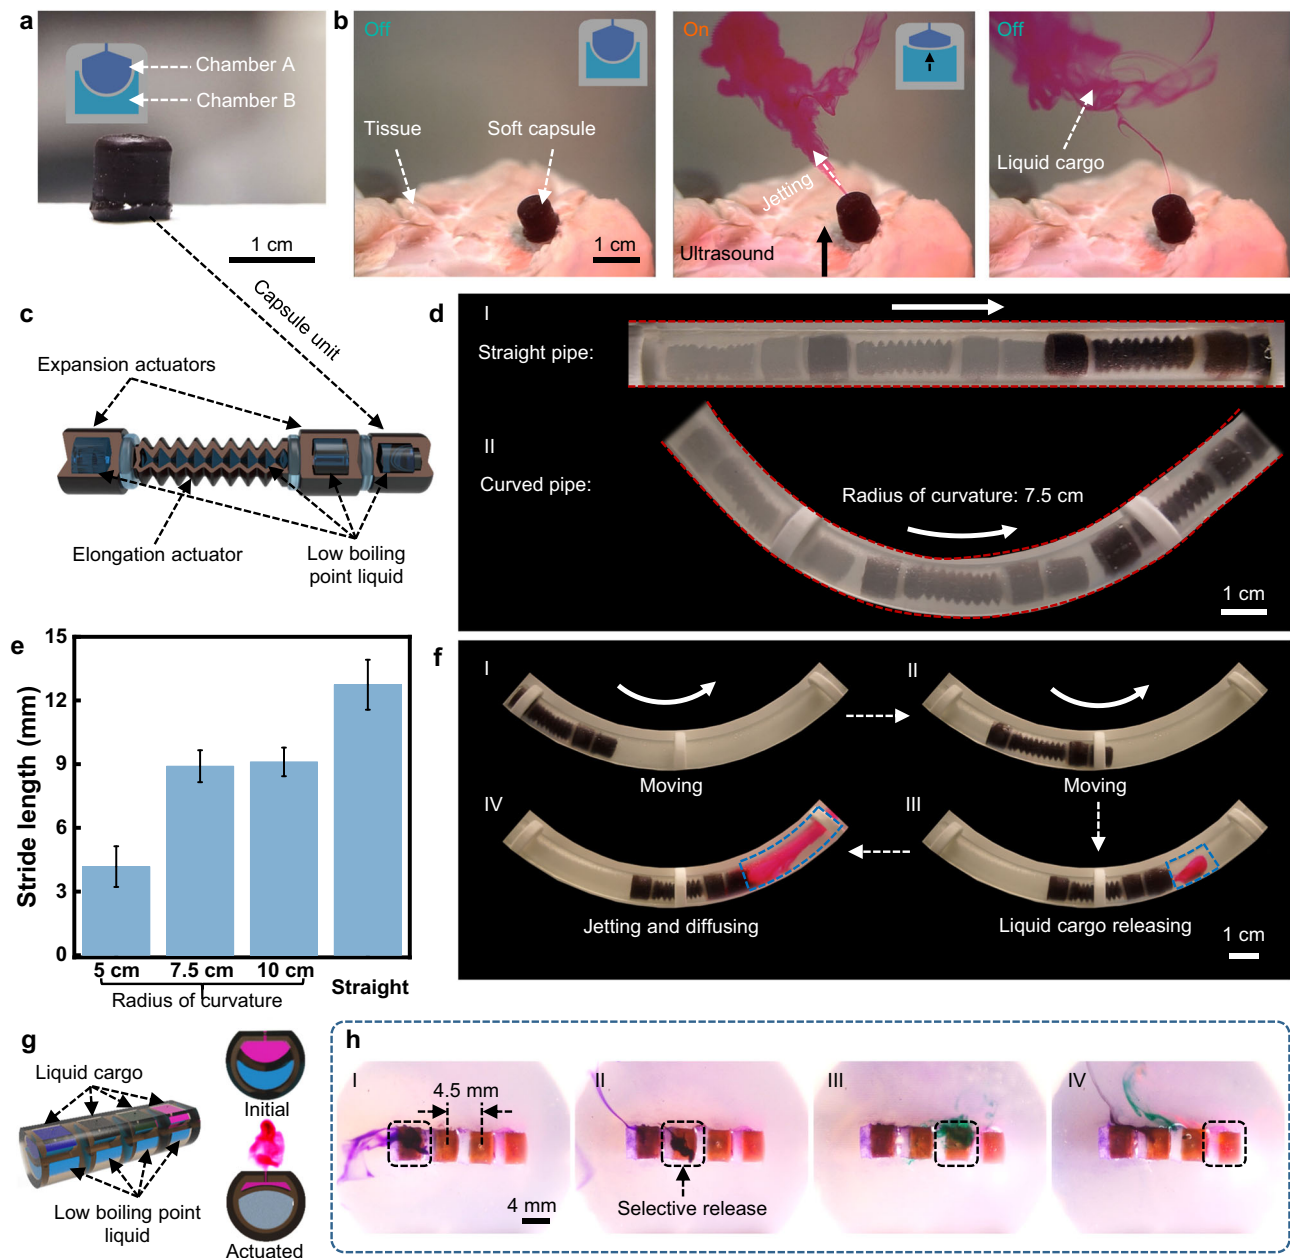 a
Chamber A
Chamber B
1 cm
b
Off
Tissue
Soft capsule
1 cm
On
Jetting
Ultrasound
Off
Liquid cargo
Capsule unit
c
Expansion actuators
Elongation actuator
Low boiling
point liquid
d
I
Straight pipe:
II
Curved pipe:
Radius of curvature: 7.5 cm
1 cm
e
Stride length (mm)
15
12
9
6
3
0
5 cm
7.5 cm
10 cm
Straight
Radius of curvature
f
I
Moving
II
Moving
IV
Jetting and diffusing
III
Liquid cargo releasing
1 cm
g
Liquid cargo
Low boiling point
liquid
Initial
Actuated
h
I
4.5 mm
4 mm
II
Selective release
III
IV